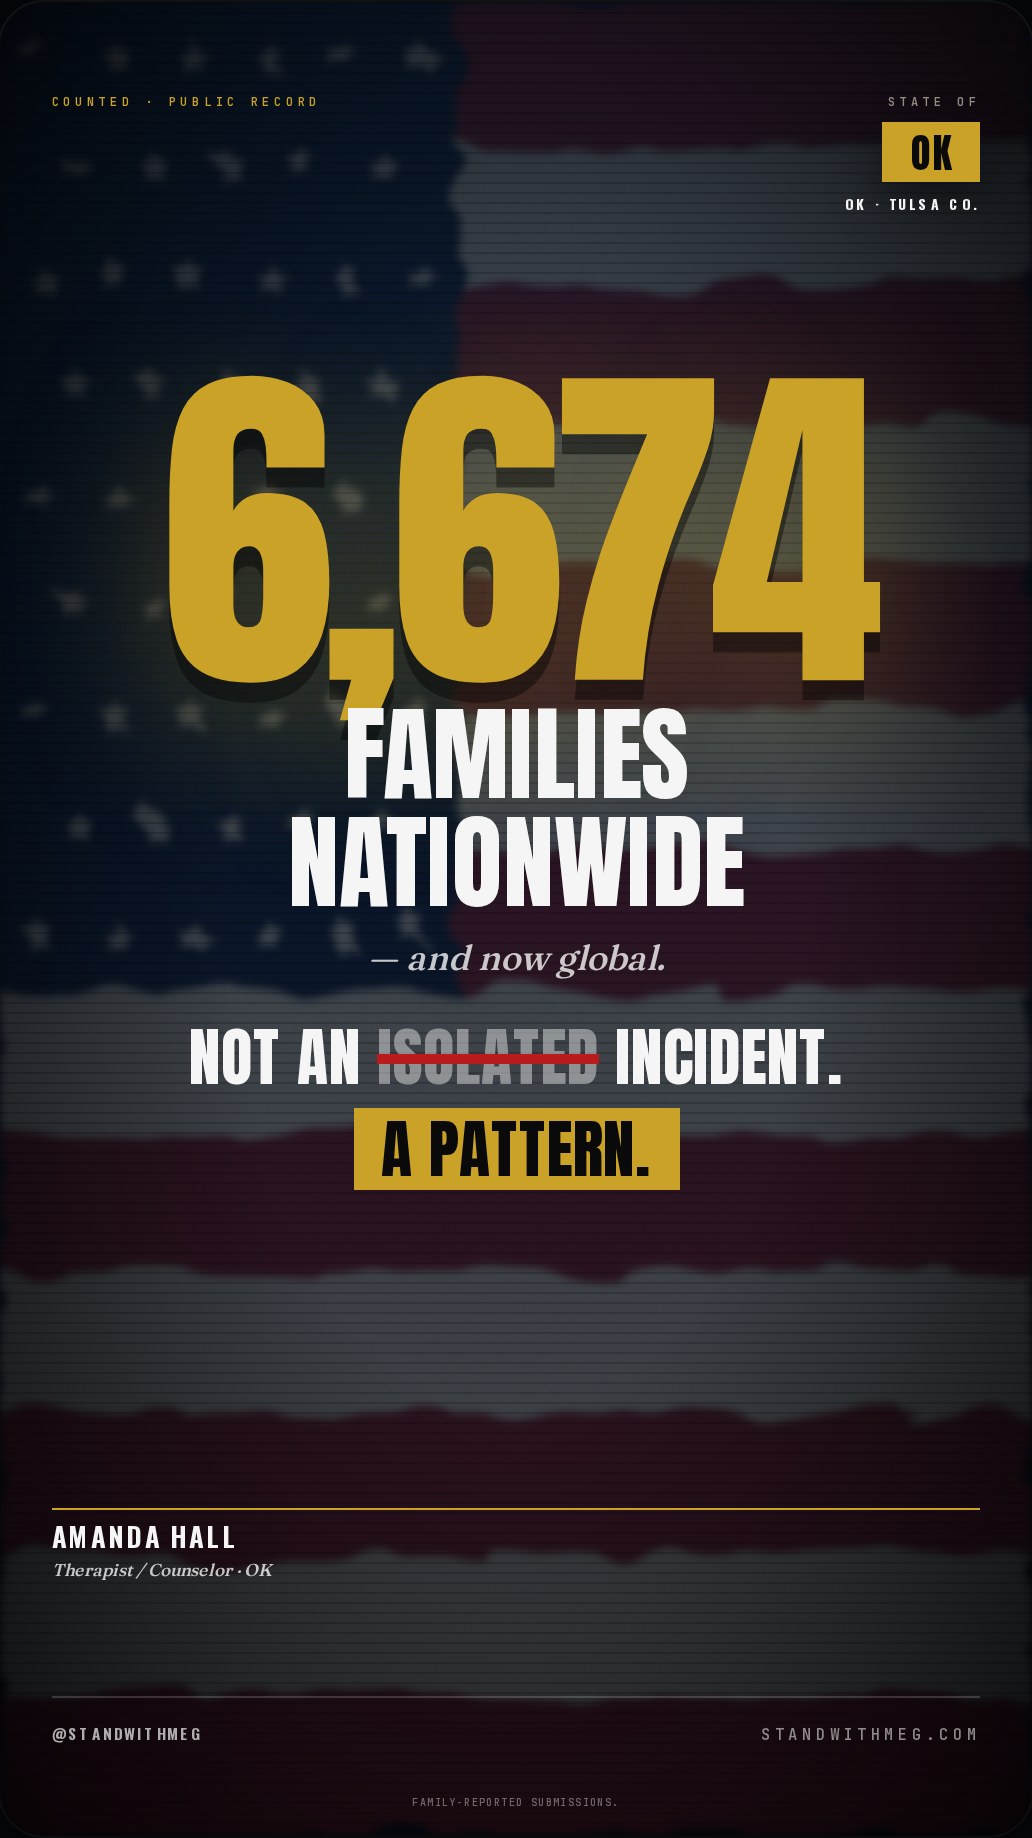 COUNTED · PUBLIC RECORD
STATE OF
OK
OK · TULSA CO.
6,674
FAMILIES
NATIONWIDE
— and now global.
NOT AN ISOLATED INCIDENT.
A PATTERN.
AMANDA HALL
Therapist / Counselor · OK
@STANDWITHMEG
STANDWITHMEG.COM
FAMILY-REPORTED SUBMISSIONS.